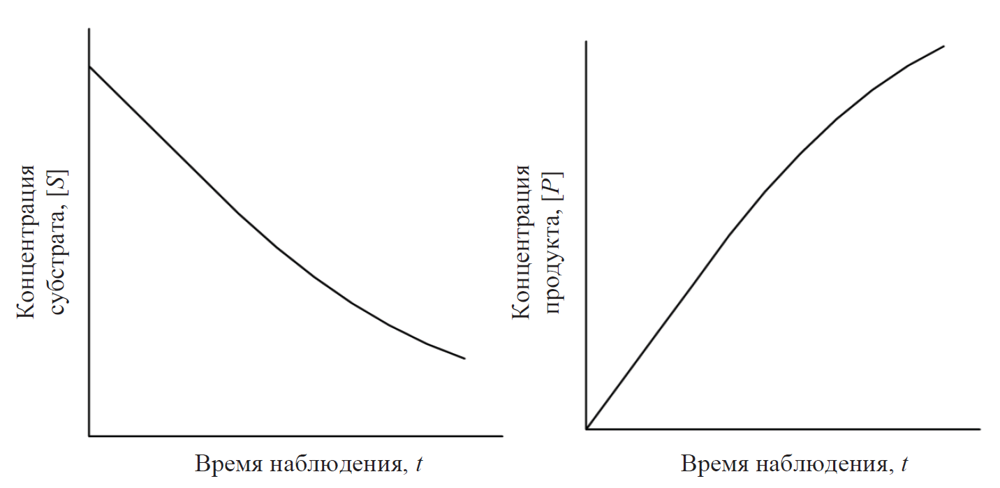 Концентрация
субстрата, [S]
Время наблюдения, t
Концентрация
продукта, [P]
Время наблюдения, t